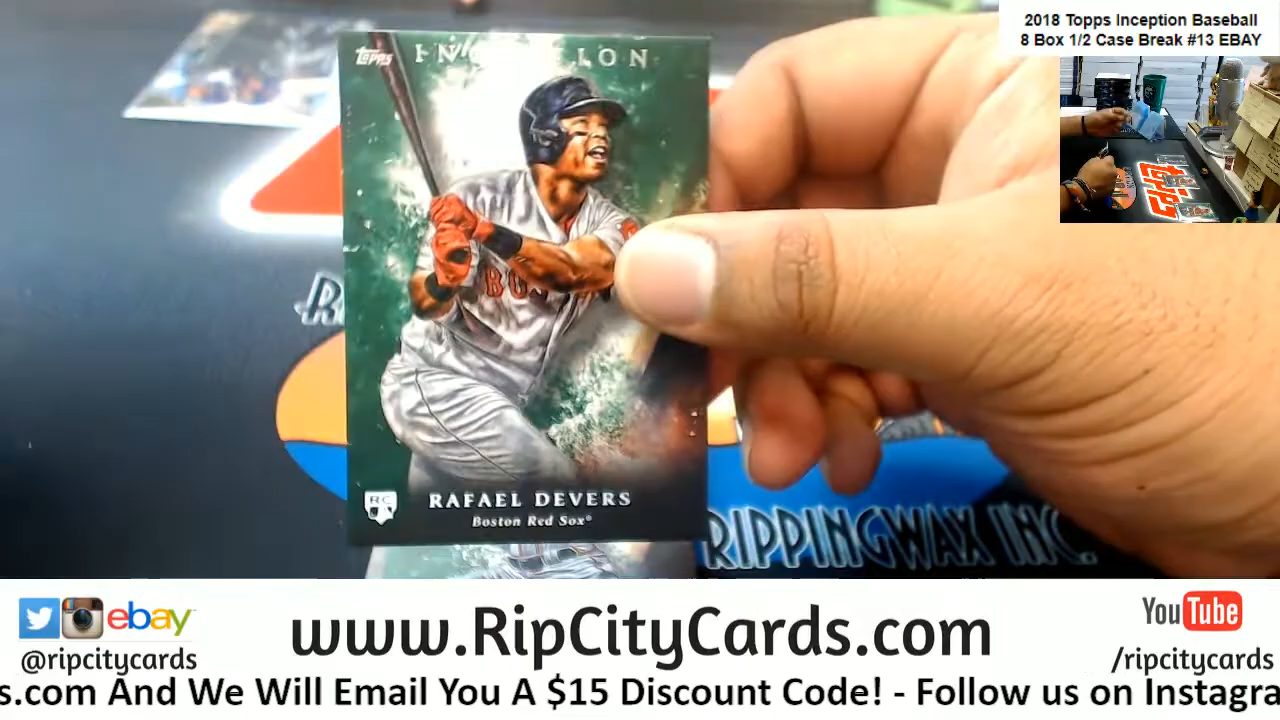 2018 Topps Inception Baseball
8 Box 1/2 Case Break #13 EBAY
Topps
BO
RC
RAFAEL DEVERS
Boston Red Sox®
RIPPINGWAX INC.
topps
ebay
@ripcitycards
www.RipCityCards.com
YouTube
/ripcitycards
s.com And We Will Email You A $15 Discount Code! - Follow us on Instagra